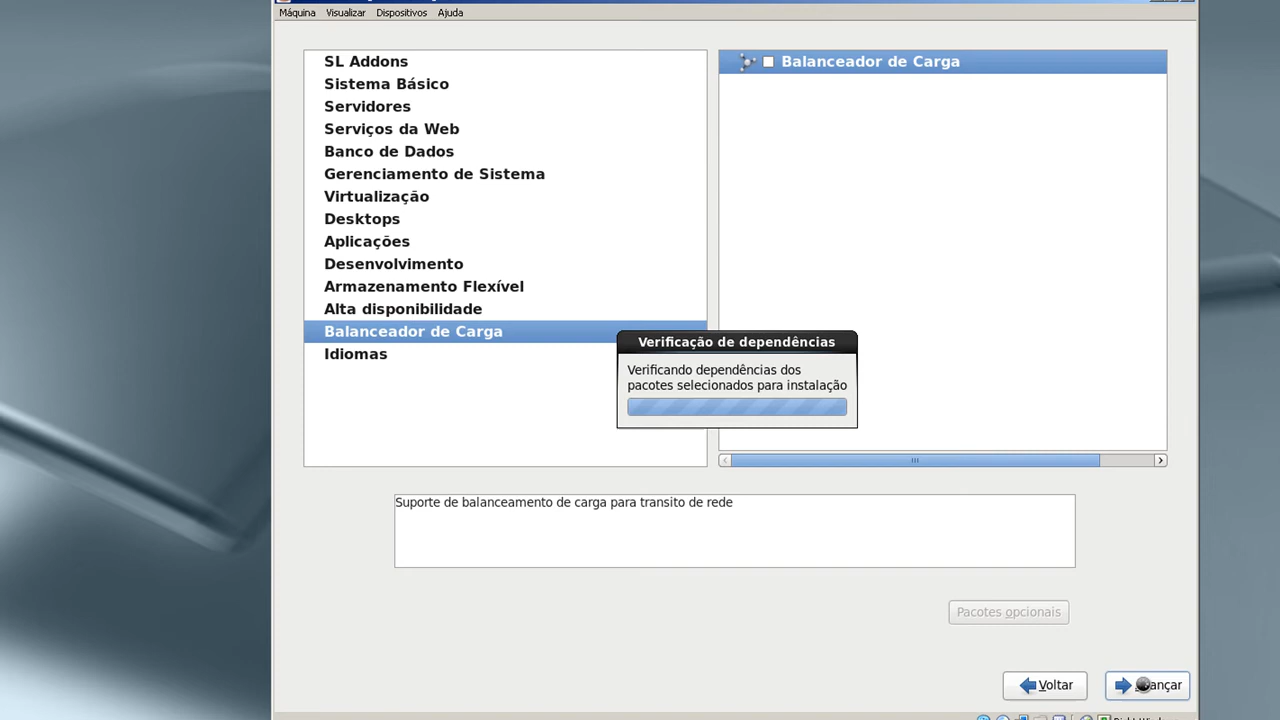 Máquina Visualizar Dispositivos Ajuda
SL Addons
Sistema Básico
Servidores
Serviços da Web
Banco de Dados
Gerenciamento de Sistema
Virtualização
Desktops
Aplicações
Desenvolvimento
Armazenamento Flexível
Alta disponibilidade
Balanceador de Carga
Idiomas
Balanceador de Carga
Verificação de dependências
Verificando dependências dos
pacotes selecionados para instalação
Suporte de balanceamento de carga para transito de rede
Pacotes opcionais
Voltar